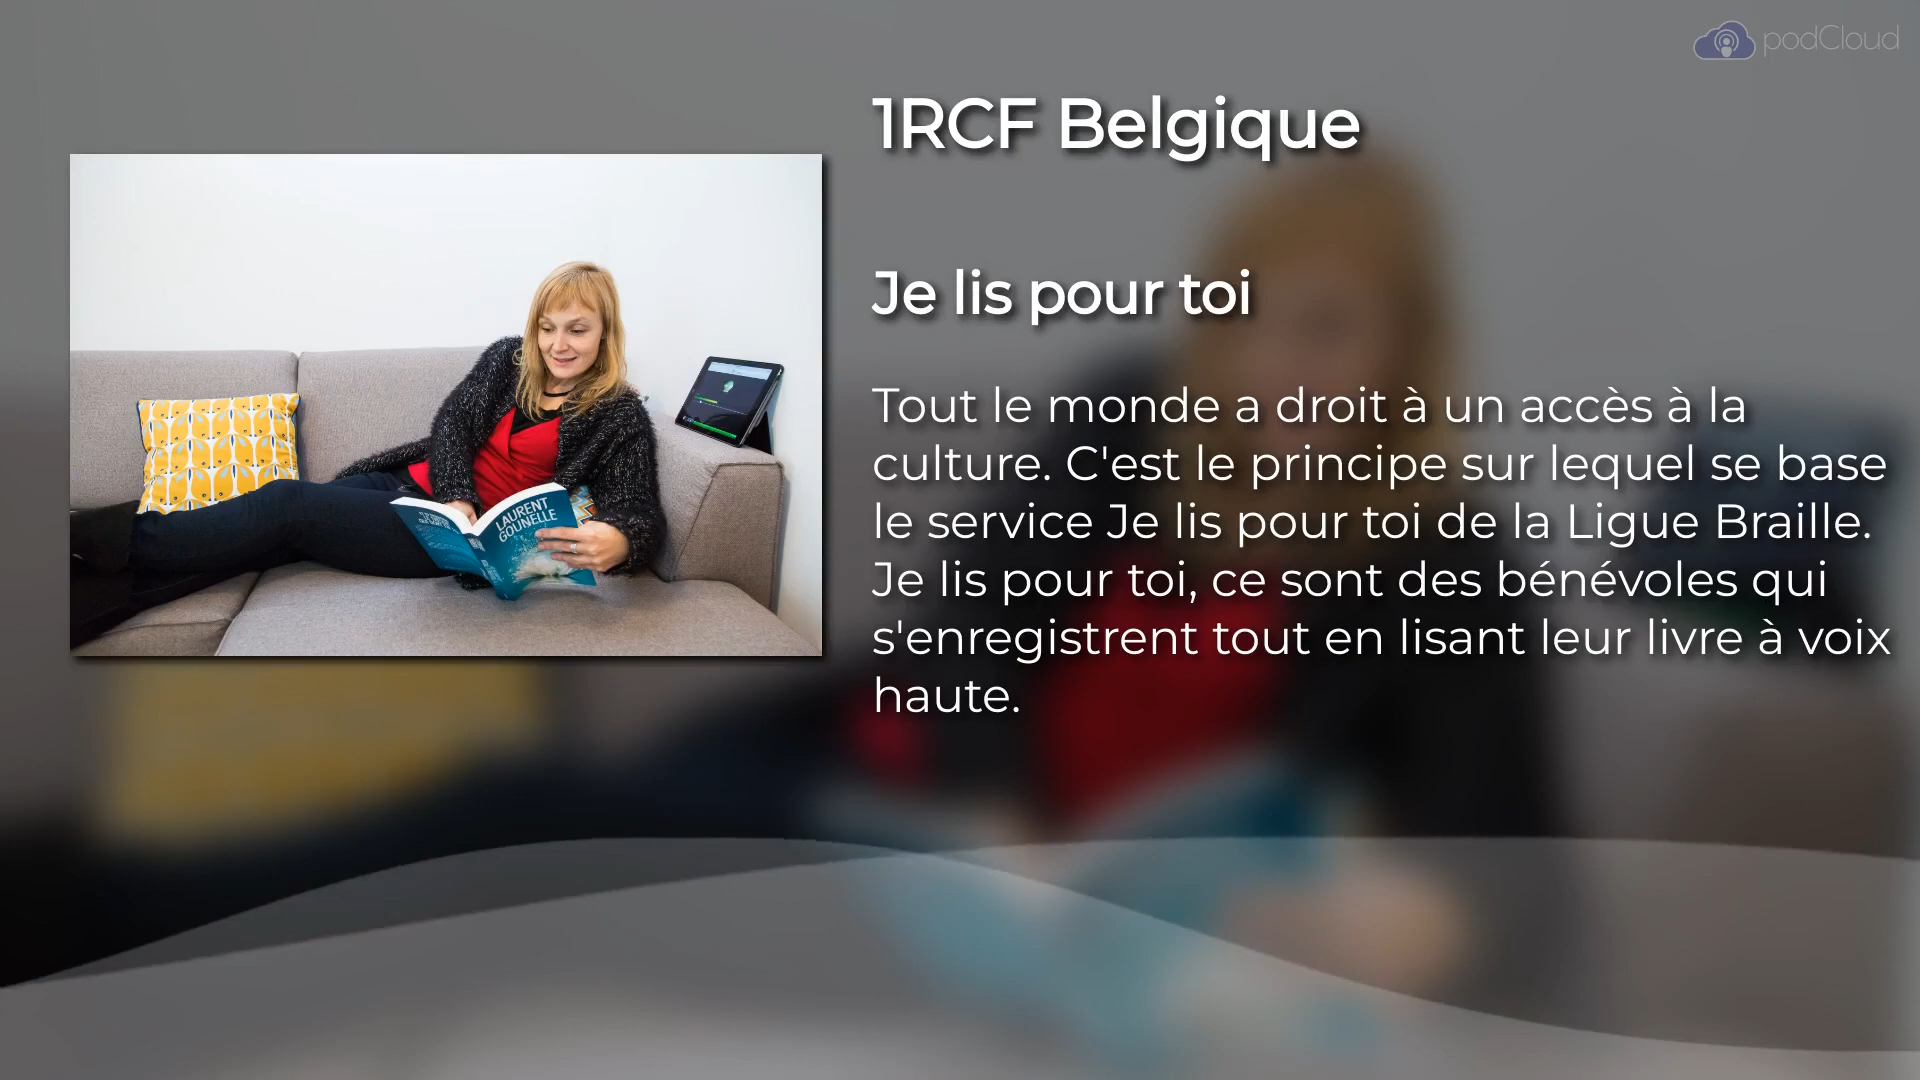 podCloud
1RCF Belgique
Je lis pour toi
Tout le monde a droit à un accès à la
culture. C'est le principe sur lequel se base
le service Je lis pour toi de la Ligue Braille.
Je lis pour toi, ce sont des bénévoles qui
s'enregistrent tout en lisant leur livre à voix
haute.
LAURENT
GOUNELLE